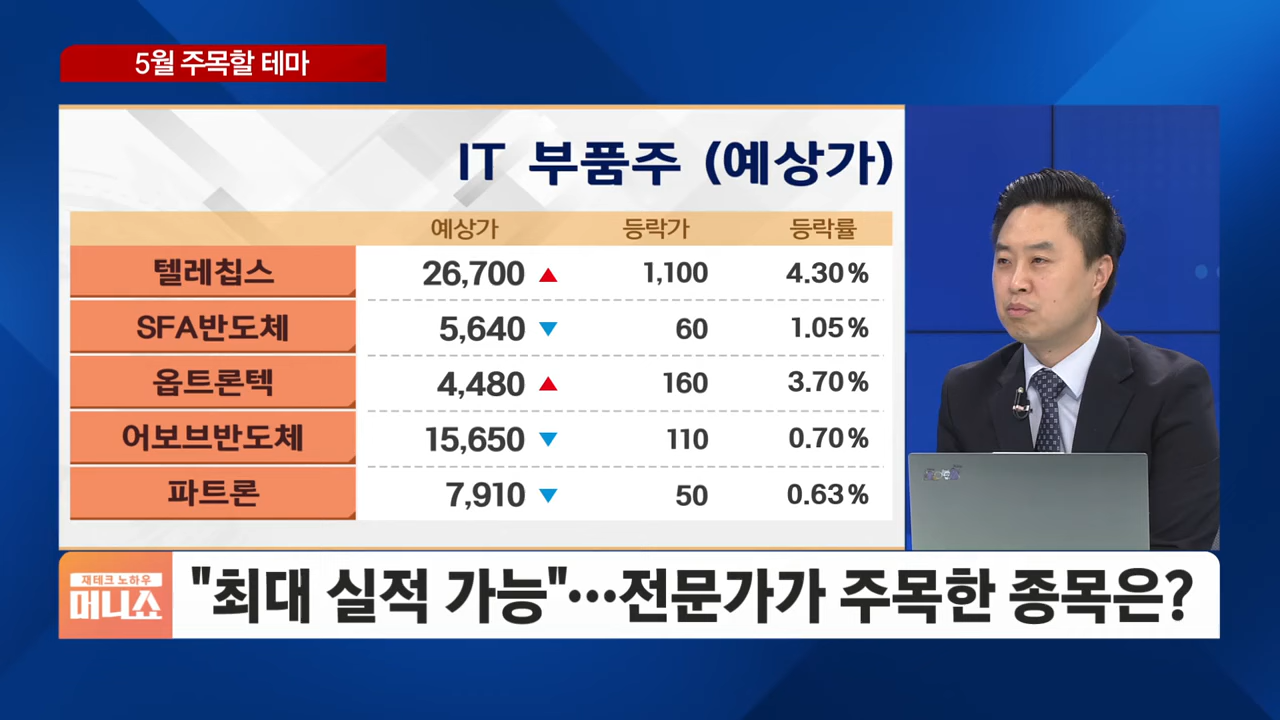 5월 주목할 테마
IT 부품주 (예상가)
예상가 등락가 등락률
텔레칩스 26,700 ▲ 1,100 4.30%
SFA반도체 5,640 ▼ 60 1.05%
옵트론텍 4,480 ▲ 160 3.70%
어보브반도체 15,650 ▼ 110 0.70%
파트론 7,910 ▼ 50 0.63%
재테크 노하우
머니쇼
"최대 실적 가능"…전문가가 주목한 종목은?